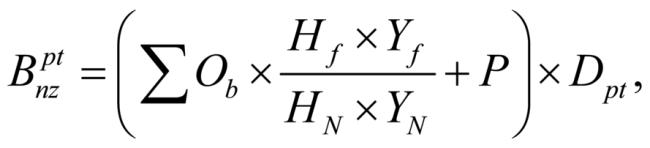 $B_{nz}^{pt} = \left( \sum O_b \times \frac{H_f \times Y_f}{H_N \times Y_N} + P \right) \times D_{pt},$